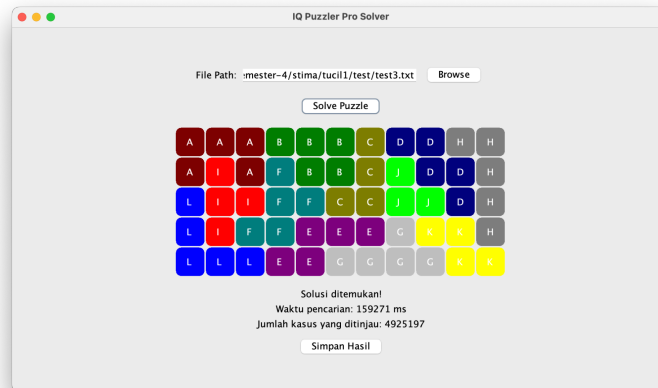 IQ Puzzler Pro Solver
File Path: emester-4/stima/tucil1/test/test3.txt Browse
Solve Puzzle
A A A B B B C D D H H
A I A F B B C J D D H
L I I F F C C J J D H
L I F F E E E G K K H
L L L E E G G G G K K
Solusi ditemukan!
Waktu pencarian: 159271 ms
Jumlah kasus yang ditinjau: 4925197
Simpan Hasil